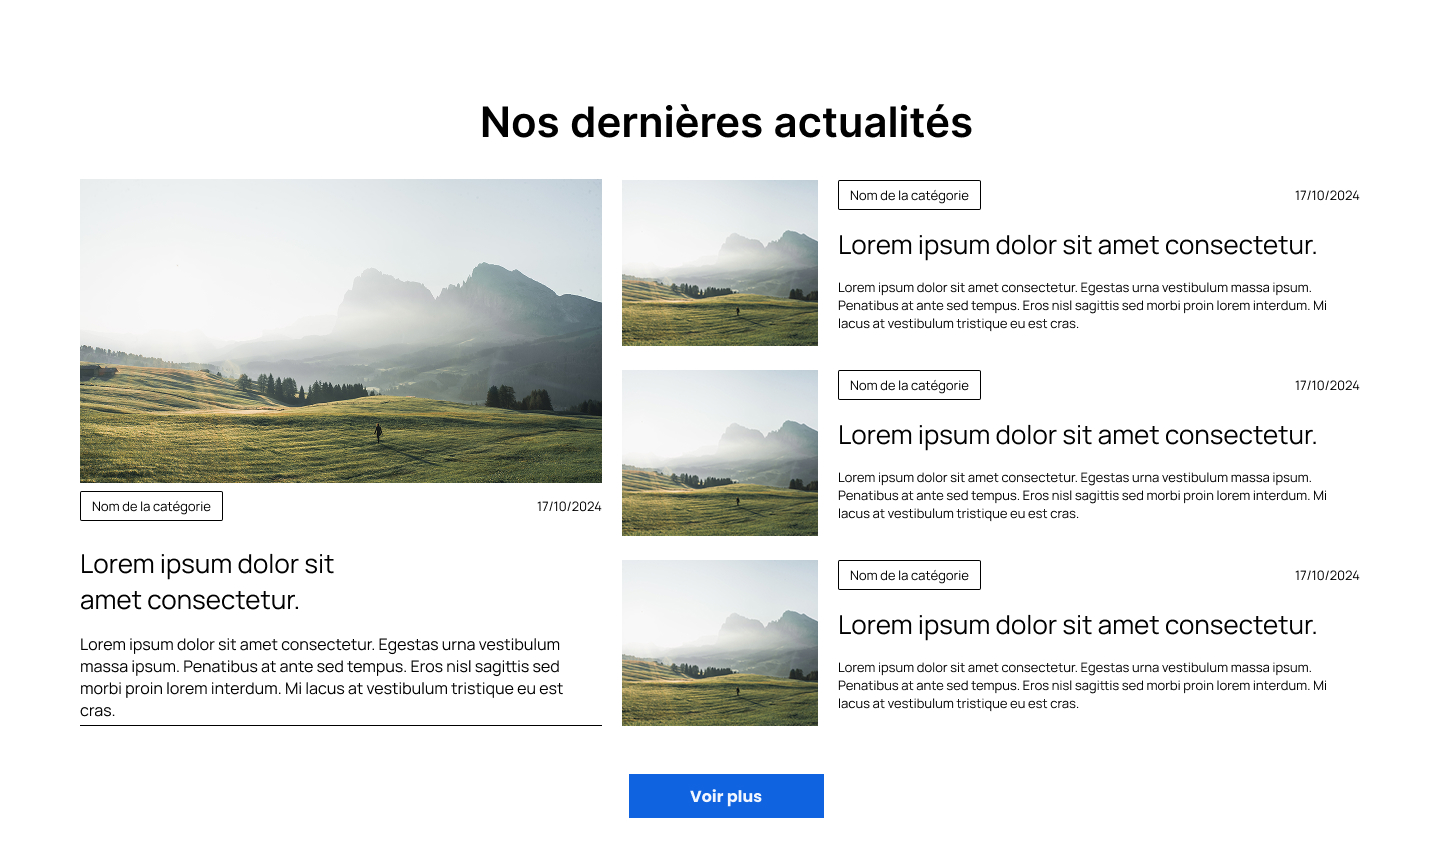 Nos dernières actualités
Nom de la catégorie
17/10/2024
Lorem ipsum dolor sit
amet consectetur.
Lorem ipsum dolor sit amet consectetur. Egestas urna vestibulum
massa ipsum. Penatibus at ante sed tempus. Eros nisl sagittis sed
morbi proin lorem interdum. Mi lacus at vestibulum tristique eu est
cras.
Nom de la catégorie
17/10/2024
Lorem ipsum dolor sit amet consectetur.
Lorem ipsum dolor sit amet consectetur. Egestas urna vestibulum massa ipsum.
Penatibus at ante sed tempus. Eros nisl sagittis sed morbi proin lorem interdum. Mi
lacus at vestibulum tristique eu est cras.
Nom de la catégorie
17/10/2024
Lorem ipsum dolor sit amet consectetur.
Lorem ipsum dolor sit amet consectetur. Egestas urna vestibulum massa ipsum.
Penatibus at ante sed tempus. Eros nisl sagittis sed morbi proin lorem interdum. Mi
lacus at vestibulum tristique eu est cras.
Nom de la catégorie
17/10/2024
Lorem ipsum dolor sit amet consectetur.
Lorem ipsum dolor sit amet consectetur. Egestas urna vestibulum massa ipsum.
Penatibus at ante sed tempus. Eros nisl sagittis sed morbi proin lorem interdum. Mi
lacus at vestibulum tristique eu est cras.
Voir plus